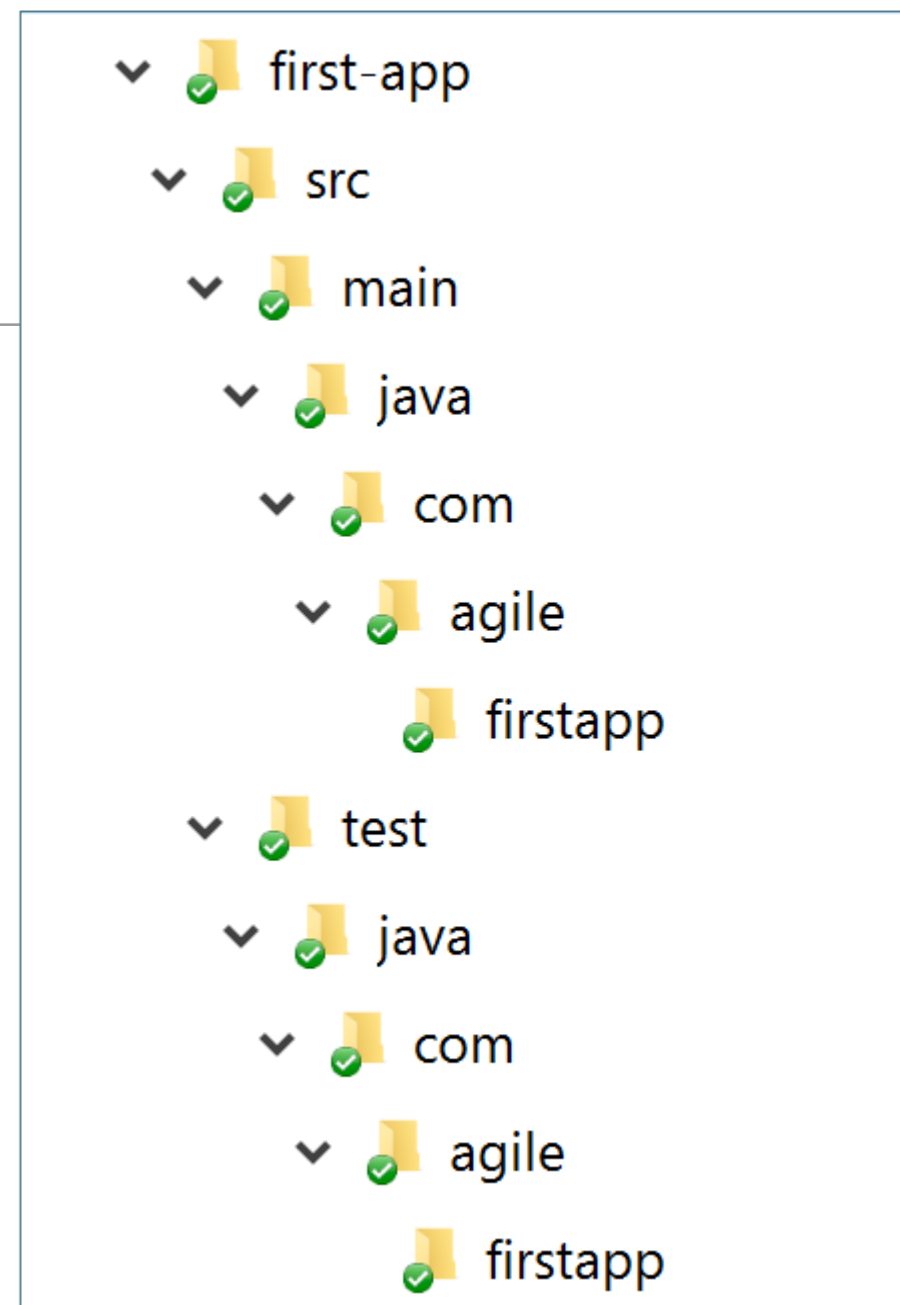 first-app
src
main
java
com
agile
firstapp
test
java
com
agile
firstapp